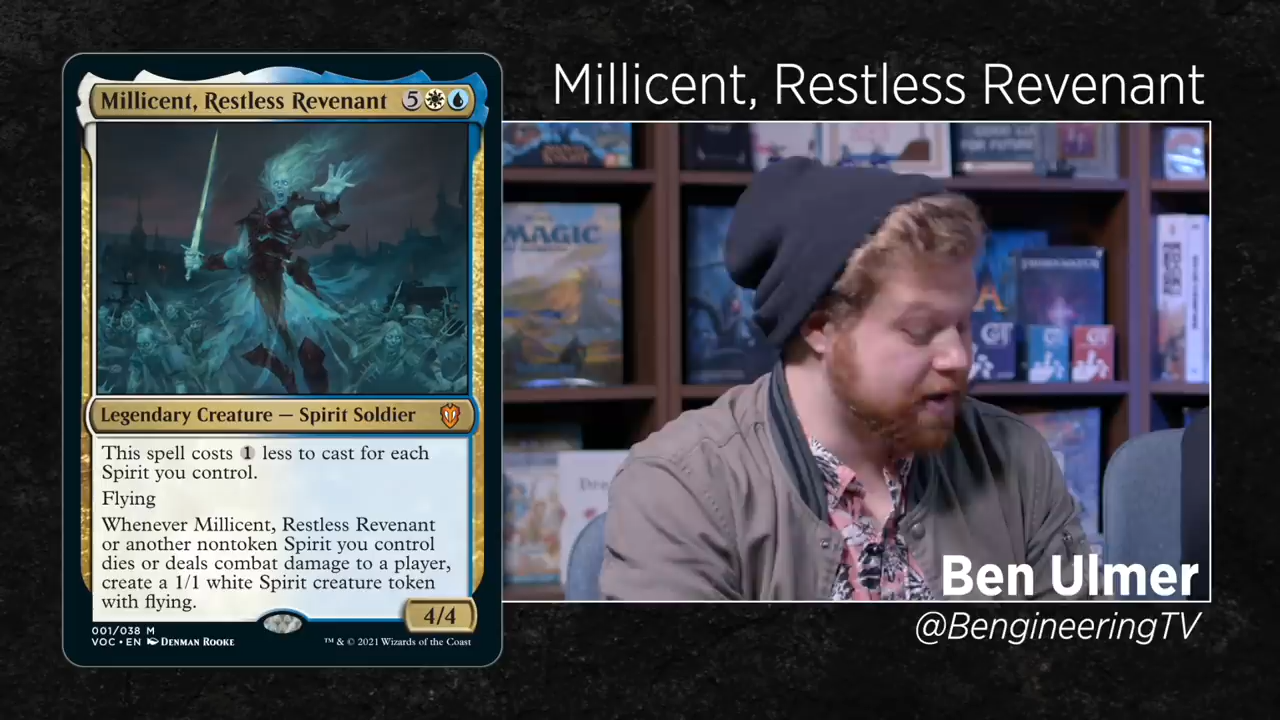 Millicent, Restless Revenant 5
Legendary Creature — Spirit Soldier
This spell costs 1 less to cast for each
Spirit you control.
Flying
Whenever Millicent, Restless Revenant
or another nontoken Spirit you control
dies or deals combat damage to a player,
create a 1/1 white Spirit creature token
with flying.
4/4
001/038 M
VOC • EN DENMAN ROOKE
™ & © 2021 Wizards of the Coast
Millicent, Restless Revenant
MAGIC
GT
Ben Ulmer
@BengineeringTV